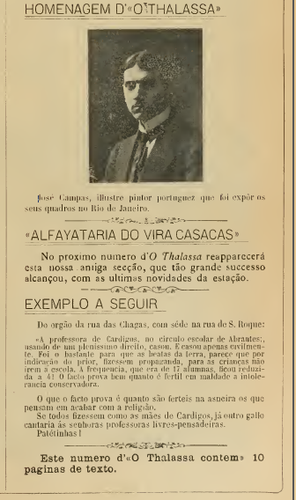 HOMENAGEM D'«O THALASSA»
José Campas, illustre pintor portuguez que foi expôr os
seus quadros no Rio de Janeiro.
«ALFAYATARIA DO VIRA CASACAS»
No proximo numero d'O Thalassa reapparecerá
esta nossa antiga secção, que tão grande successo
alcançou, com as ultimas novidades da estação.
EXEMPLO A SEGUIR
Do orgão da rua das Chagas, com séde na rua de S. Roque:
«A professora de Cardigos, no circulo escolar de Abrantes,
usando de um plenissimo direito, casou. E casou apenas civilmen-
te. Foi o bastante para que as beatas da terra, parece que por
indicação do prior, fizessem propaganda, para as crianças não
irem á escola. A frequencia, que era de 17 alumnas, ficou reduzi-
da a 4! O facto prova bem quanto é fertil em maldade a intole-
rancia conservadora.
O que o facto prova é quanto são ferteis na asneira os que
pensam em acabar com a religião.
Se todos fizessem como as mães de Cardigos, já outro gallo
cantaria ás senhoras professoras livres-pensadeiras.
Patétinhas!
Este numero d'«O Thalassa contem» 10
paginas de texto.